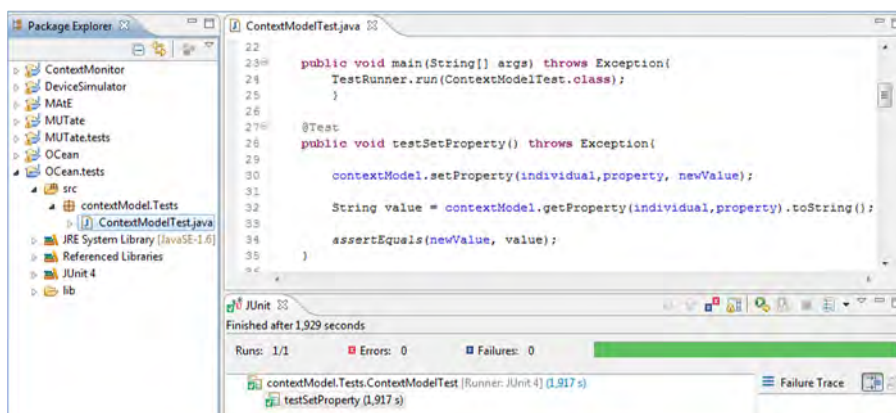 Package Explorer
ContextMonitor
DeviceSimulator
MAtE
MUTate
MUTate.tests
OCean
OCean.tests
src
contextModel.Tests
ContextModelTest.java
JRE System Library [JavaSE-1.6]
Referenced Libraries
JUnit 4
lib
ContextModelTest.java
22
23 public void main(String[] args) throws Exception{
24 TestRunner.run(ContextModelTest.class);
25 }
26
27 @Test
28 public void testSetProperty() throws Exception{
29
30 contextModel.setProperty(individual,property, newValue);
31
32 String value = contextModel.getProperty(individual,property).toString();
33
34 assertEquals(newValue, value);
35 }
36
JUnit
Finished after 1,929 seconds
Runs: 1/1 Errors: 0 Failures: 0
contextModel.Tests.ContextModelTest [Runner: JUnit 4] (1,917 s)
testSetProperty (1,917 s)
Failure Trace